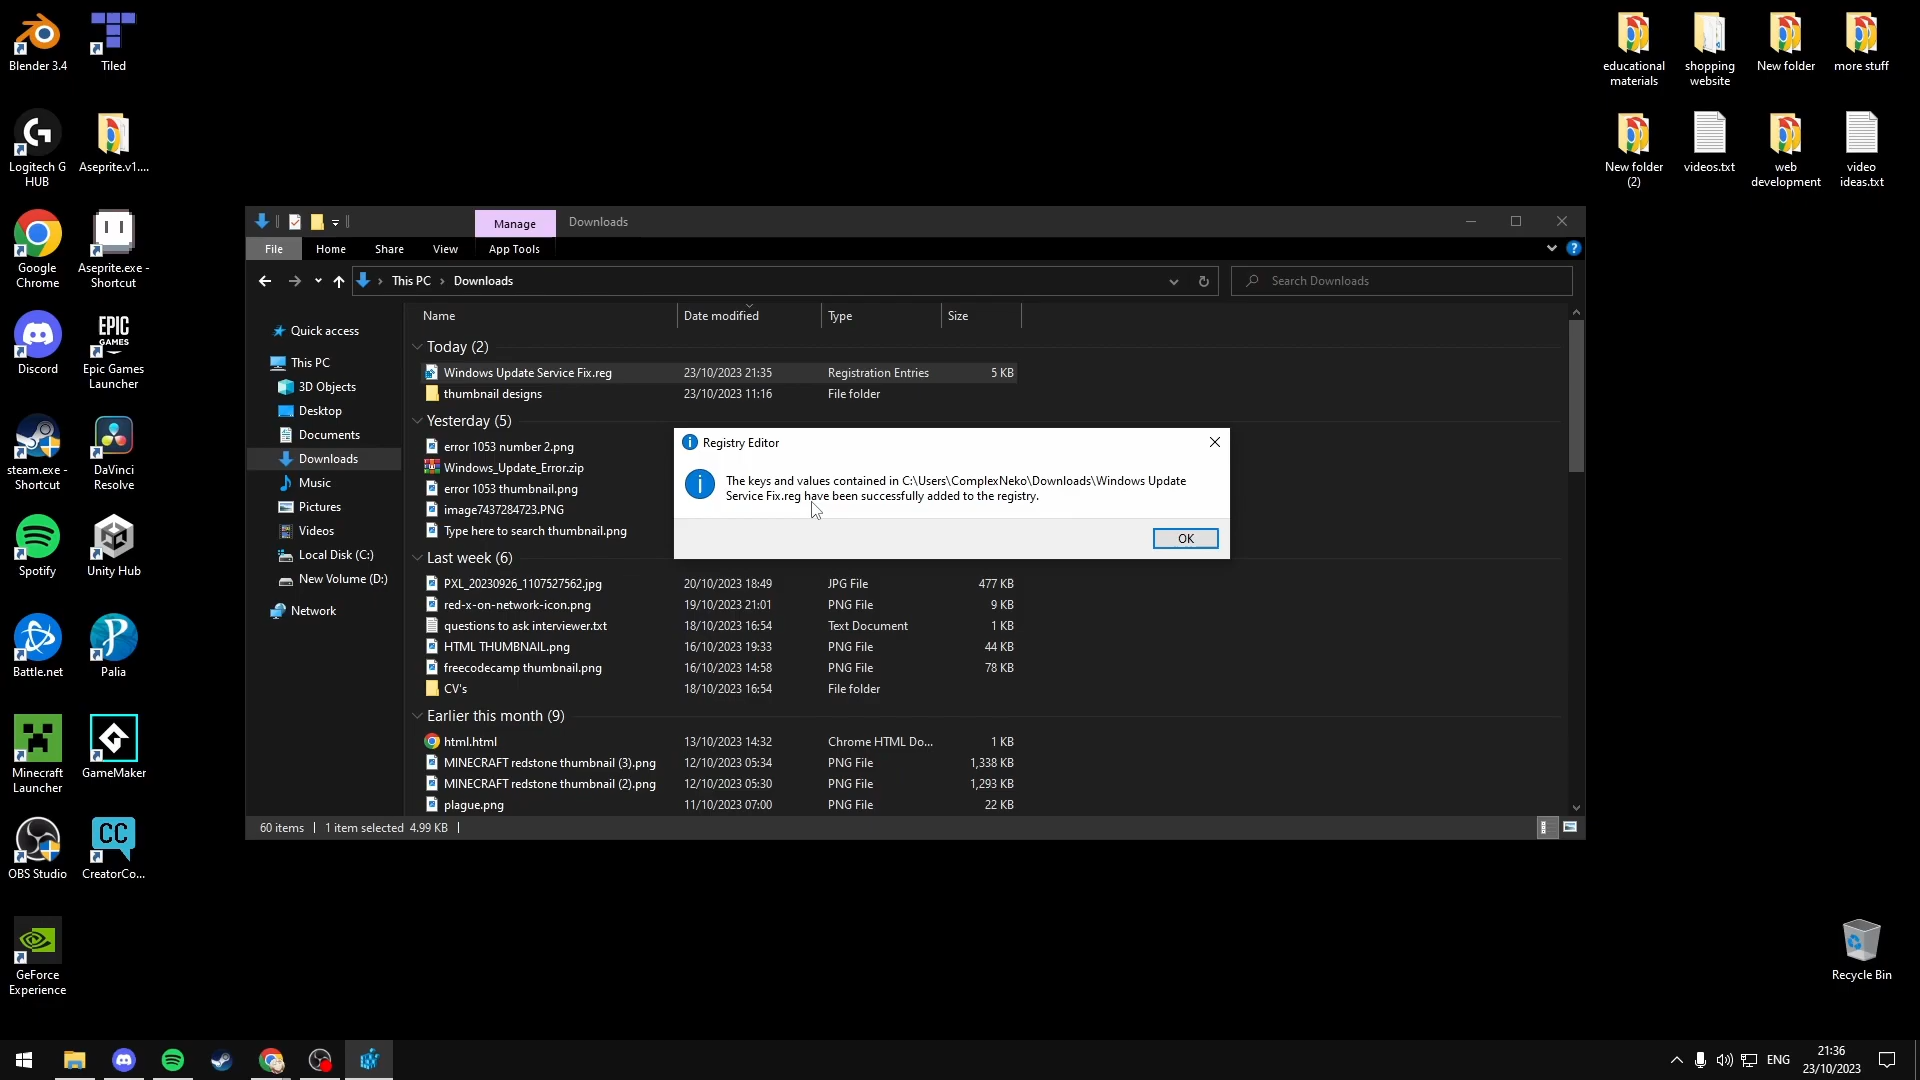 Blender 3.4
Tiled
Logitech G
HUB
Aseprite.v1....
Google
Chrome
Aseprite.exe -
Shortcut
Discord
EPIC
GAMES
Epic Games
Launcher
steam.exe -
Shortcut
DaVinci
Resolve
Spotify
Unity Hub
Battle.net
Palia
Minecraft
Launcher
GameMaker
OBS Studio
CC
CreatorCo...
GeForce
Experience
educational
materials
shopping
website
New folder
more stuff
New folder
(2)
videos.txt
web
development
video
ideas.txt
Recycle Bin
Manage
Downloads
File
Home
Share
View
App Tools
This PC
Downloads
Search Downloads
Quick access
This PC
3D Objects
Desktop
Documents
Downloads
Music
Pictures
Videos
Local Disk (C:)
New Volume (D:)
Network
Name Date modified Type Size
Today (2)
Windows Update Service Fix.reg 23/10/2023 21:35 Registration Entries 5 KB
thumbnail designs 23/10/2023 11:16 File folder
Yesterday (5)
error 1053 number 2.png
Windows_Update_Error.zip
error 1053 thumbnail.png
image7437284723.PNG
Type here to search thumbnail.png
Last week (6)
PXL_20230926_1107527562.jpg 20/10/2023 18:49 JPG File 477 KB
red-x-on-network-icon.png 19/10/2023 21:01 PNG File 9 KB
questions to ask interviewer.txt 18/10/2023 16:54 Text Document 1 KB
HTML THUMBNAIL.png 16/10/2023 19:33 PNG File 44 KB
freecodecamp thumbnail.png 16/10/2023 14:58 PNG File 78 KB
CV's 18/10/2023 16:54 File folder
Earlier this month (9)
html.html 13/10/2023 14:32 Chrome HTML Do... 1 KB
MINECRAFT redstone thumbnail (3).png 12/10/2023 05:34 PNG File 1,338 KB
MINECRAFT redstone thumbnail (2).png 12/10/2023 05:30 PNG File 1,293 KB
plague.png 11/10/2023 07:00 PNG File 22 KB
60 items 1 item selected 4.99 KB
Registry Editor
The keys and values contained in C:\Users\ComplexNeko\Downloads\Windows Update
Service Fix.reg have been successfully added to the registry.
OK
ENG
21:36
23/10/2023